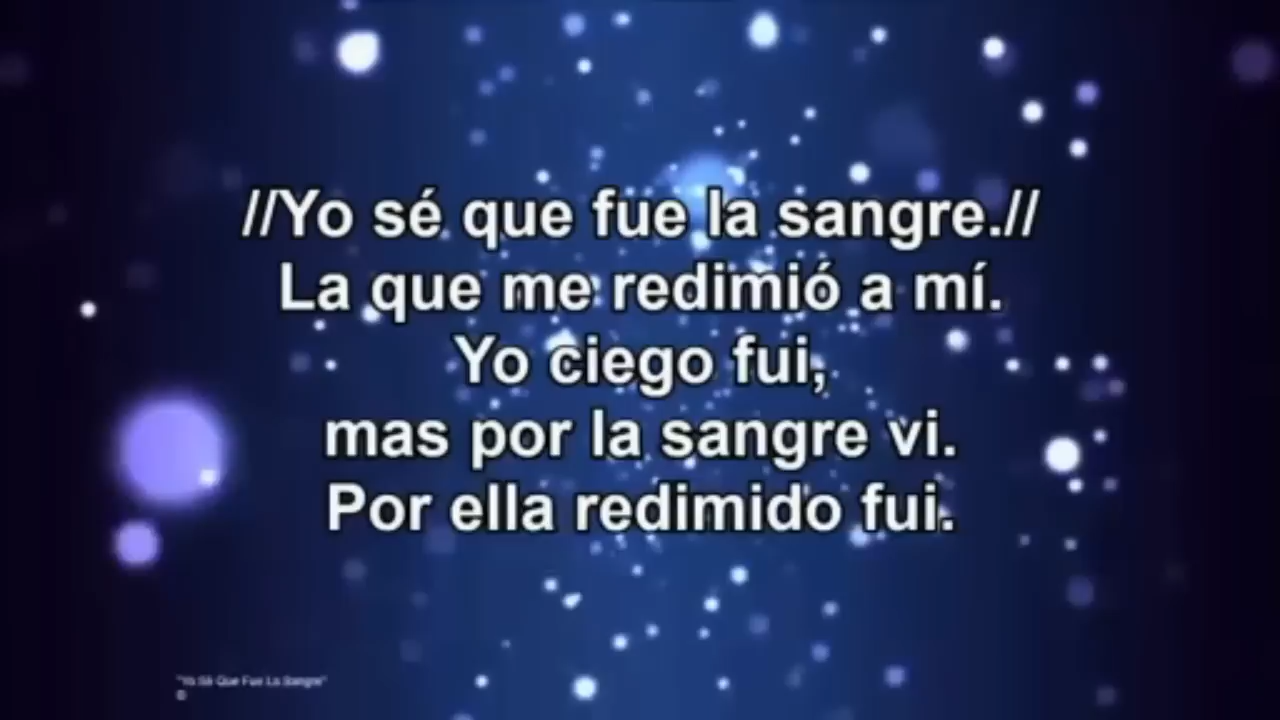 //Yo sé que fue la sangre.//
La que me redimió a mí.
Yo ciego fui,
mas por la sangre vi.
Por ella redimido fui.
"Yo Sé Que Fue La Sangre"
©